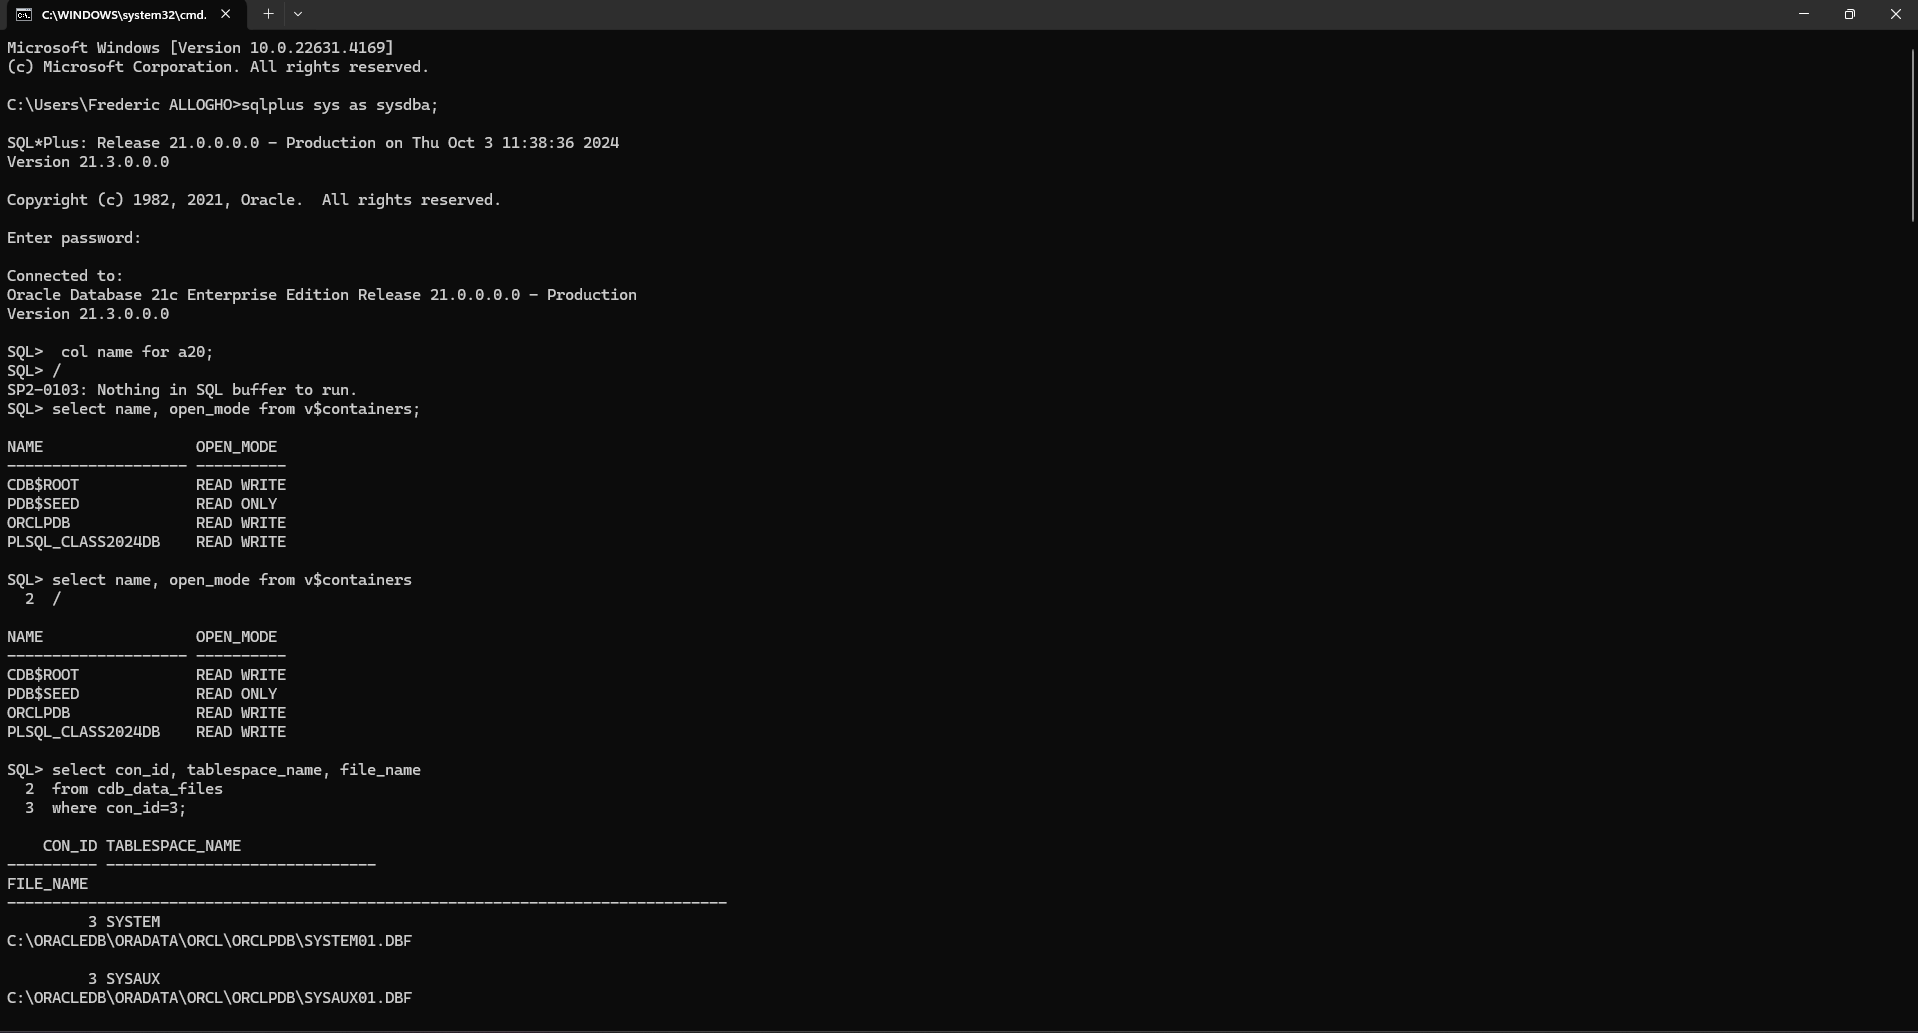 C:\WINDOWS\system32\cmd.
Microsoft Windows [Version 10.0.22631.4169]
(c) Microsoft Corporation. All rights reserved.
C:\Users\Frederic ALLOGHO>sqlplus sys as sysdba;
SQL*Plus: Release 21.0.0.0.0 - Production on Thu Oct 3 11:38:36 2024
Version 21.3.0.0.0
Copyright (c) 1982, 2021, Oracle.  All rights reserved.
Enter password:
Connected to:
Oracle Database 21c Enterprise Edition Release 21.0.0.0.0 - Production
Version 21.3.0.0.0
SQL>  col name for a20;
SQL> /
SP2-0103: Nothing in SQL buffer to run.
SQL> select name, open_mode from v$containers;
NAME                 OPEN_MODE
-------------------- ----------
CDB$ROOT             READ WRITE
PDB$SEED             READ ONLY
ORCLPDB              READ WRITE
PLSQL_CLASS2024DB    READ WRITE
SQL> select name, open_mode from v$containers
  2  /
NAME                 OPEN_MODE
-------------------- ----------
CDB$ROOT             READ WRITE
PDB$SEED             READ ONLY
ORCLPDB              READ WRITE
PLSQL_CLASS2024DB    READ WRITE
SQL> select con_id, tablespace_name, file_name
  2  from cdb_data_files
  3  where con_id=3;
    CON_ID TABLESPACE_NAME
---------- ------------------------------
FILE_NAME
--------------------------------------------------------------------------------
         3 SYSTEM
C:\ORACLEDB\ORADATA\ORCL\ORCLPDB\SYSTEM01.DBF
         3 SYSAUX
C:\ORACLEDB\ORADATA\ORCL\ORCLPDB\SYSAUX01.DBF